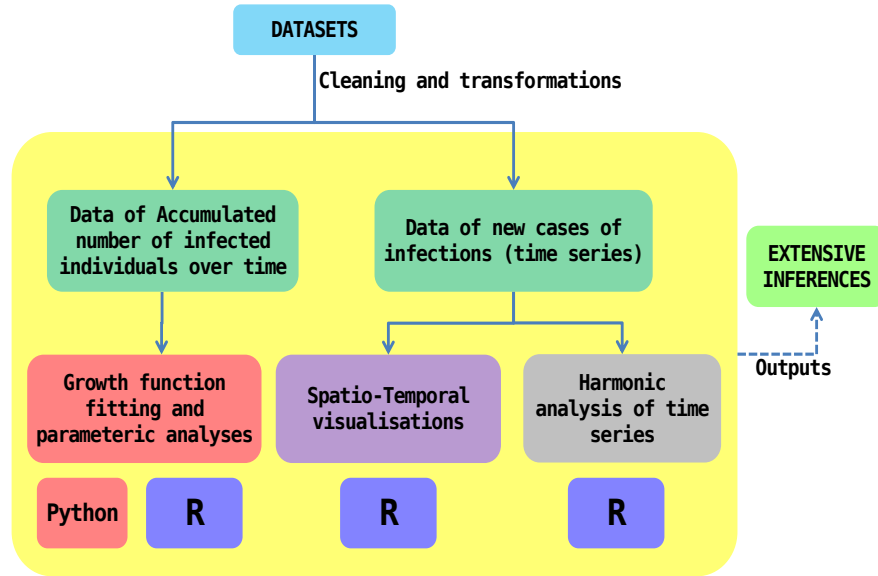 DATASETS
Cleaning and transformations
Data of Accumulated
number of infected
individuals over time
Data of new cases of
infections (time series)
EXTENSIVE
INFERENCES
Outputs
Growth function
fitting and
parameteric analyses
Spatio-Temporal
visualisations
Harmonic
analysis of time
series
Python
R
R
R